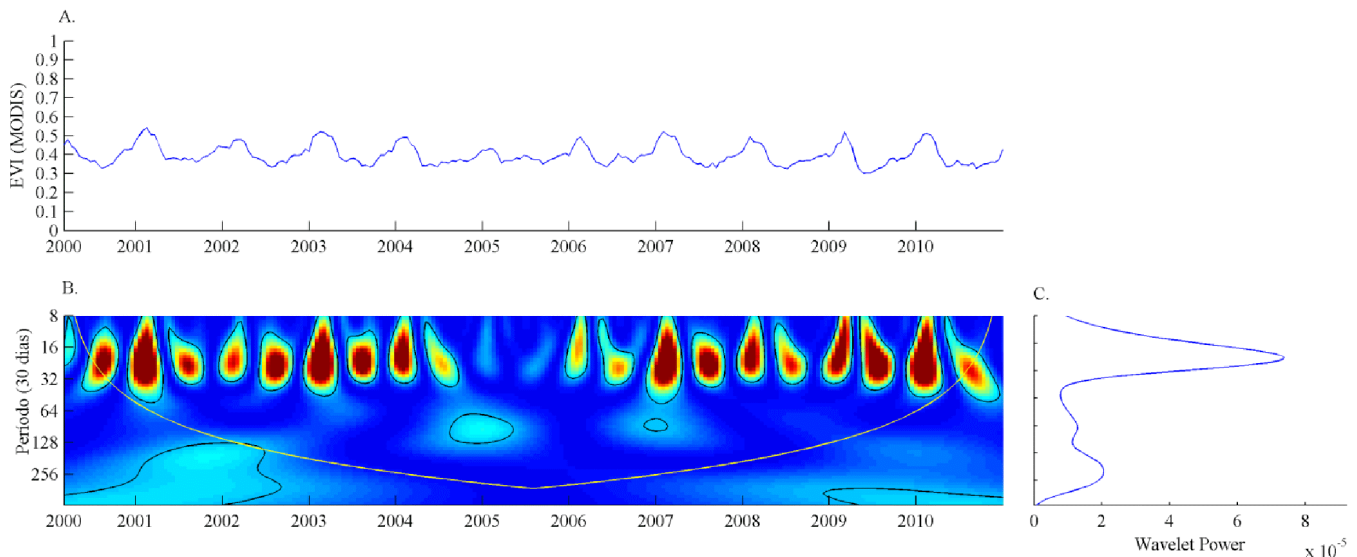 A.
EVI (MODIS)
1
0.9
0.8
0.7
0.6
0.5
0.4
0.3
0.2
0.1
0
2000 2001 2002 2003 2004 2005 2006 2007 2008 2009 2010
B.
Período (30 dias)
8
16
32
64
128
256
2000 2001 2002 2003 2004 2005 2006 2007 2008 2009 2010
C.
0 2 4 6 8
x 10⁻⁵
Wavelet Power